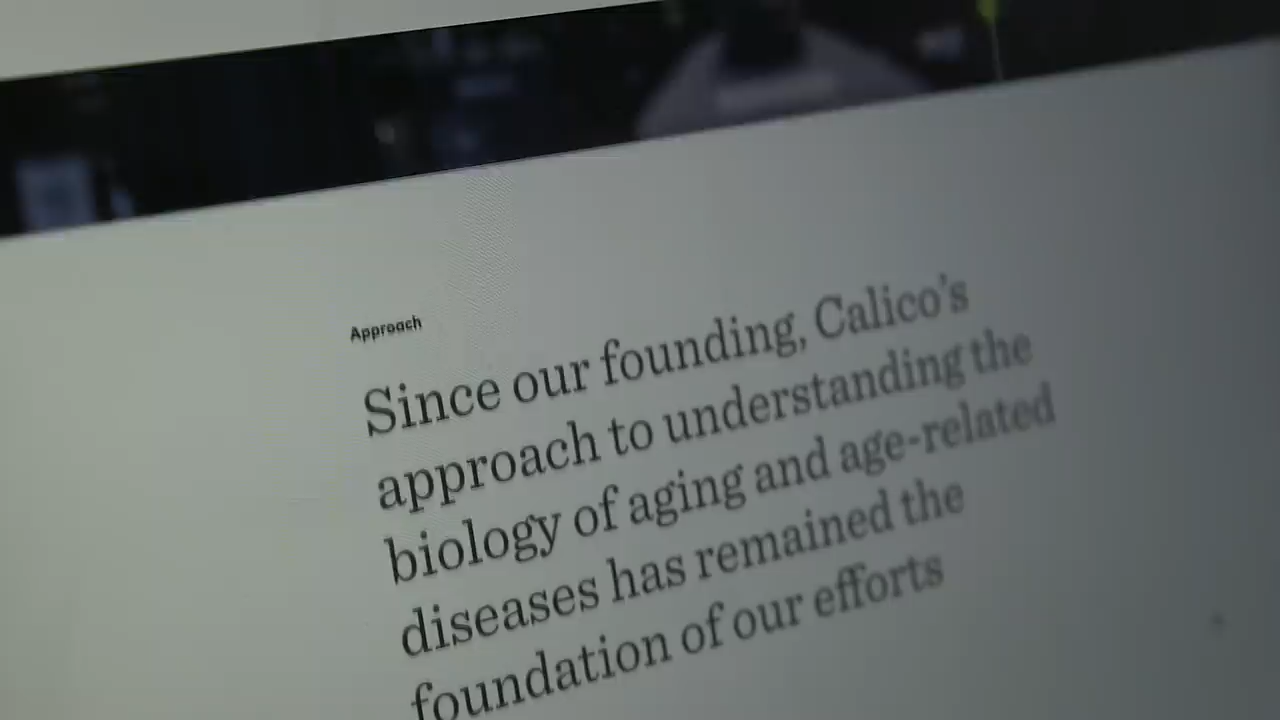 Approach
Since our founding, Calico's
approach to understanding the
biology of aging and age-related
diseases has remained the
foundation of our efforts